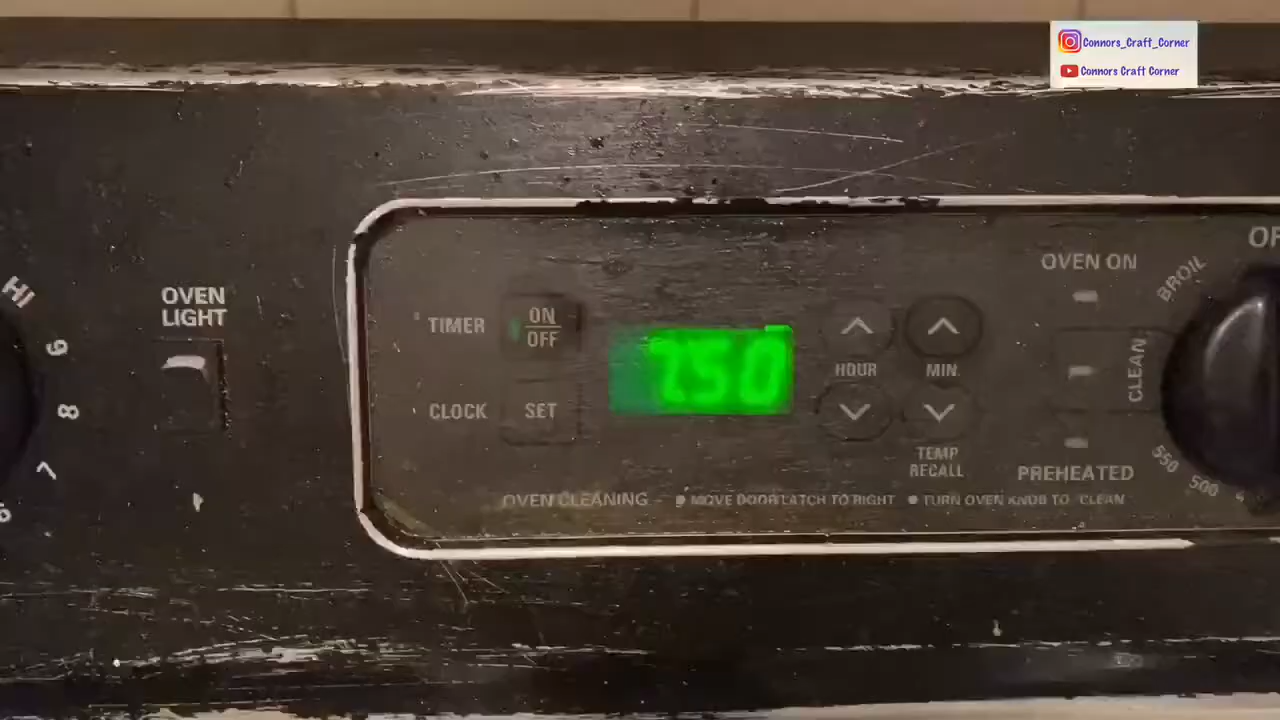 Connors_Craft_Corner
Connors Craft Corner
OVEN
LIGHT
HI
9
8
7
TIMER
ON
OFF
CLOCK
SET
HOUR
MIN
TEMP
RECALL
OVEN ON
BROIL
CLEAN
PREHEATED
550
500
OVEN CLEANING – ● MOVE DOOR LATCH TO RIGHT ● TURN OVEN KNOB TO CLEAN